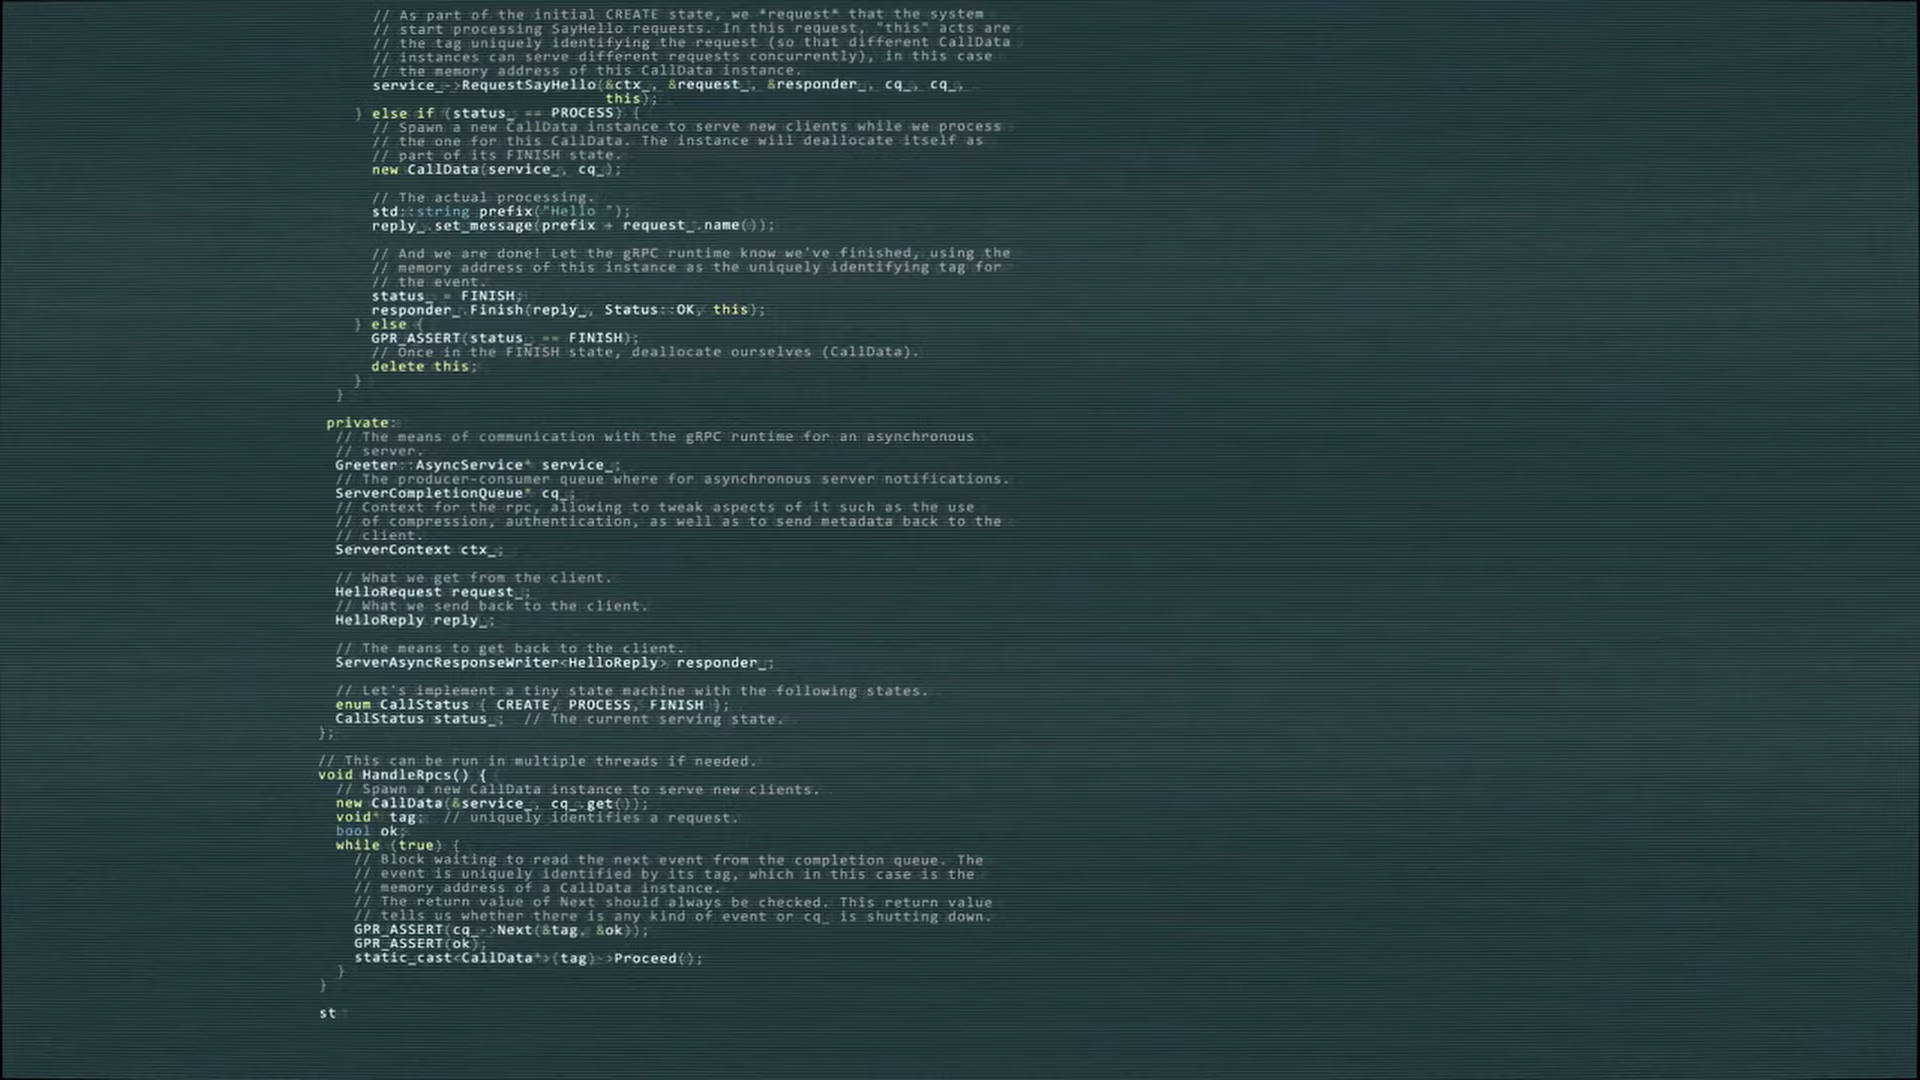 // As part of the initial CREATE state, we *request* that the system
// start processing SayHello requests. In this request, "this" acts are
// the tag uniquely identifying the request (so that different CallData
// instances can serve different requests concurrently), in this case
// the memory address of this CallData instance.
service_->RequestSayHello(&ctx_, &request_, &responder_, cq_, cq_,
this);
} else if (status_ == PROCESS) {
// Spawn a new CallData instance to serve new clients while we process
// the one for this CallData. The instance will deallocate itself as
// part of its FINISH state.
new CallData(service_, cq_);
// The actual processing.
std::string prefix("Hello ");
reply_.set_message(prefix + request_.name());
// And we are done! Let the gRPC runtime know we've finished, using the
// memory address of this instance as the uniquely identifying tag for
// the event.
status_ = FINISH;
responder_.Finish(reply_, Status::OK, this);
} else {
GPR_ASSERT(status_ == FINISH);
// Once in the FINISH state, deallocate ourselves (CallData).
delete this;
}
}
private:
// The means of communication with the gRPC runtime for an asynchronous
// server.
Greeter::AsyncService* service_;
// The producer-consumer queue where for asynchronous server notifications.
ServerCompletionQueue* cq_;
// Context for the rpc, allowing to tweak aspects of it such as the use
// of compression, authentication, as well as to send metadata back to the
// client.
ServerContext ctx_;
// What we get from the client.
HelloRequest request_;
// What we send back to the client.
HelloReply reply_;
// The means to get back to the client.
ServerAsyncResponseWriter<HelloReply> responder_;
// Let's implement a tiny state machine with the following states.
enum CallStatus { CREATE, PROCESS, FINISH };
CallStatus status_;  // The current serving state.
};
// This can be run in multiple threads if needed.
void HandleRpcs() {
// Spawn a new CallData instance to serve new clients.
new CallData(&service_, cq_.get());
void* tag;  // uniquely identifies a request.
bool ok;
while (true) {
// Block waiting to read the next event from the completion queue. The
// event is uniquely identified by its tag, which in this case is the
// memory address of a CallData instance.
// The return value of Next should always be checked. This return value
// tells us whether there is any kind of event or cq_ is shutting down.
GPR_ASSERT(cq_->Next(&tag, &ok));
GPR_ASSERT(ok);
static_cast<CallData*>(tag)->Proceed();
}
}
st